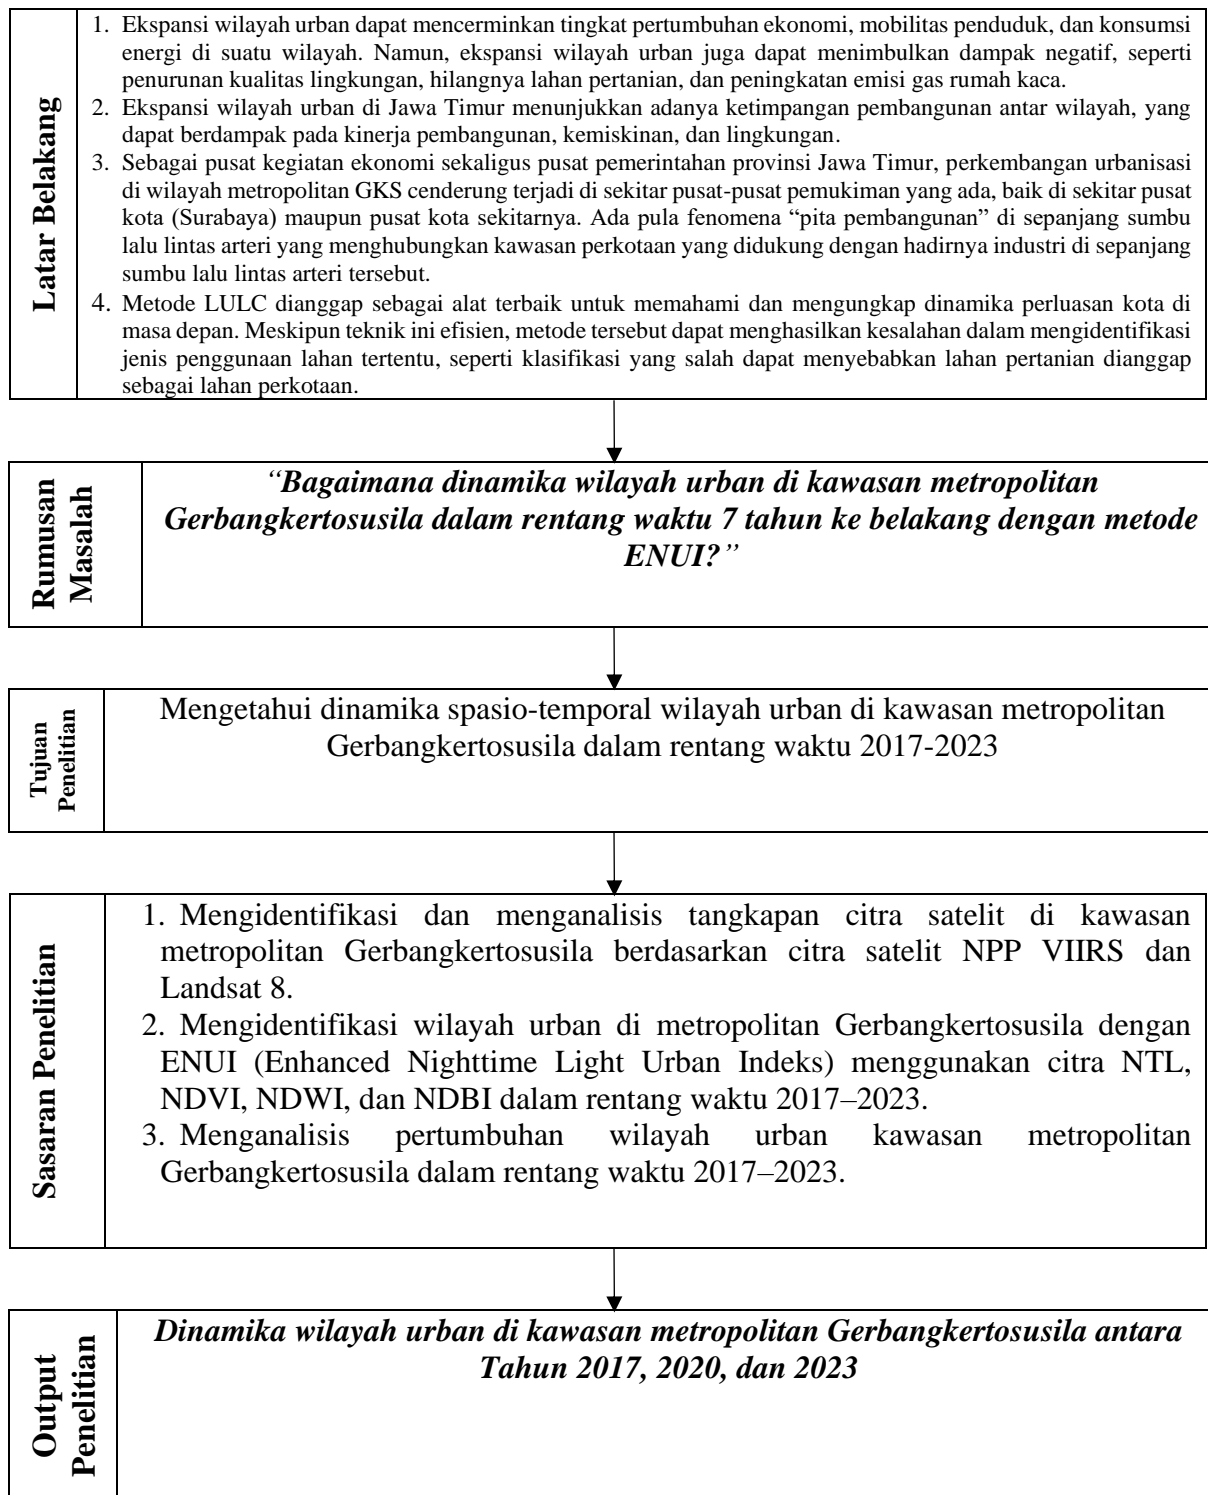 Latar Belakang
1. Ekspansi wilayah urban dapat mencerminkan tingkat pertumbuhan ekonomi, mobilitas penduduk, dan konsumsi
energi di suatu wilayah. Namun, ekspansi wilayah urban juga dapat menimbulkan dampak negatif, seperti
penurunan kualitas lingkungan, hilangnya lahan pertanian, dan peningkatan emisi gas rumah kaca.
2. Ekspansi wilayah urban di Jawa Timur menunjukkan adanya ketimpangan pembangunan antar wilayah, yang
dapat berdampak pada kinerja pembangunan, kemiskinan, dan lingkungan.
3. Sebagai pusat kegiatan ekonomi sekaligus pusat pemerintahan provinsi Jawa Timur, perkembangan urbanisasi
di wilayah metropolitan GKS cenderung terjadi di sekitar pusat-pusat pemukiman yang ada, baik di sekitar pusat
kota (Surabaya) maupun pusat kota sekitarnya. Ada pula fenomena “pita pembangunan” di sepanjang sumbu
lalu lintas arteri yang menghubungkan kawasan perkotaan yang didukung dengan hadirnya industri di sepanjang
sumbu lalu lintas arteri tersebut.
4. Metode LULC dianggap sebagai alat terbaik untuk memahami dan mengungkap dinamika perluasan kota di
masa depan. Meskipun teknik ini efisien, metode tersebut dapat menghasilkan kesalahan dalam mengidentifikasi
jenis penggunaan lahan tertentu, seperti klasifikasi yang salah dapat menyebabkan lahan pertanian dianggap
sebagai lahan perkotaan.
Rumusan
Masalah
“Bagaimana dinamika wilayah urban di kawasan metropolitan
Gerbangkertosusila dalam rentang waktu 7 tahun ke belakang dengan metode
ENUI?”
Tujuan
Penelitian
Mengetahui dinamika spasio-temporal wilayah urban di kawasan metropolitan
Gerbangkertosusila dalam rentang waktu 2017-2023
Sasaran Penelitian
1. Mengidentifikasi dan menganalisis tangkapan citra satelit di kawasan
metropolitan Gerbangkertosusila berdasarkan citra satelit NPP VIIRS dan
Landsat 8.
2. Mengidentifikasi wilayah urban di metropolitan Gerbangkertosusila dengan
ENUI (Enhanced Nighttime Light Urban Indeks) menggunakan citra NTL,
NDVI, NDWI, dan NDBI dalam rentang waktu 2017–2023.
3. Menganalisis pertumbuhan wilayah urban kawasan metropolitan
Gerbangkertosusila dalam rentang waktu 2017–2023.
Output
Penelitian
Dinamika wilayah urban di kawasan metropolitan Gerbangkertosusila antara
Tahun 2017, 2020, dan 2023